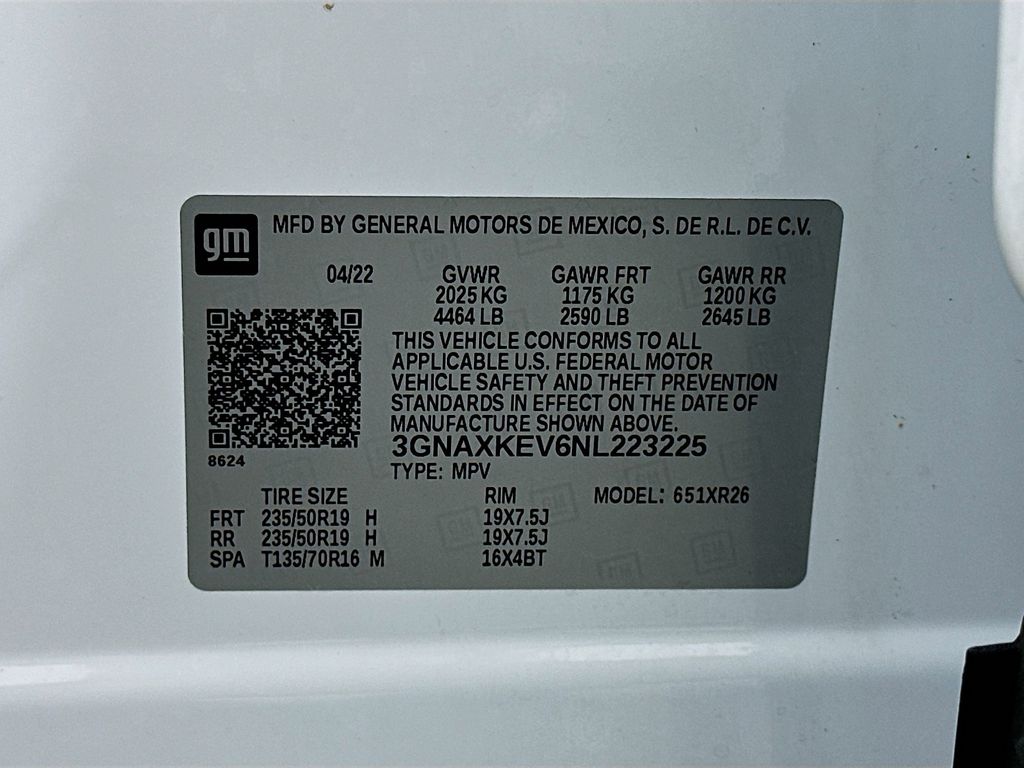 gm
MFD BY GENERAL MOTORS DE MEXICO, S. DE R.L. DE C.V.
04/22 GVWR GAWR FRT GAWR RR
2025 KG 1175 KG 1200 KG
4464 LB 2590 LB 2645 LB
THIS VEHICLE CONFORMS TO ALL
APPLICABLE U.S. FEDERAL MOTOR
VEHICLE SAFETY AND THEFT PREVENTION
STANDARDS IN EFFECT ON THE DATE OF
MANUFACTURE SHOWN ABOVE.
3GNAXKEV6NL223225
8624
TYPE: MPV
TIRE SIZE RIM MODEL: 651XR26
FRT 235/50R19 H 19X7.5J
RR 235/50R19 H 19X7.5J
SPA T135/70R16 M 16X4BT